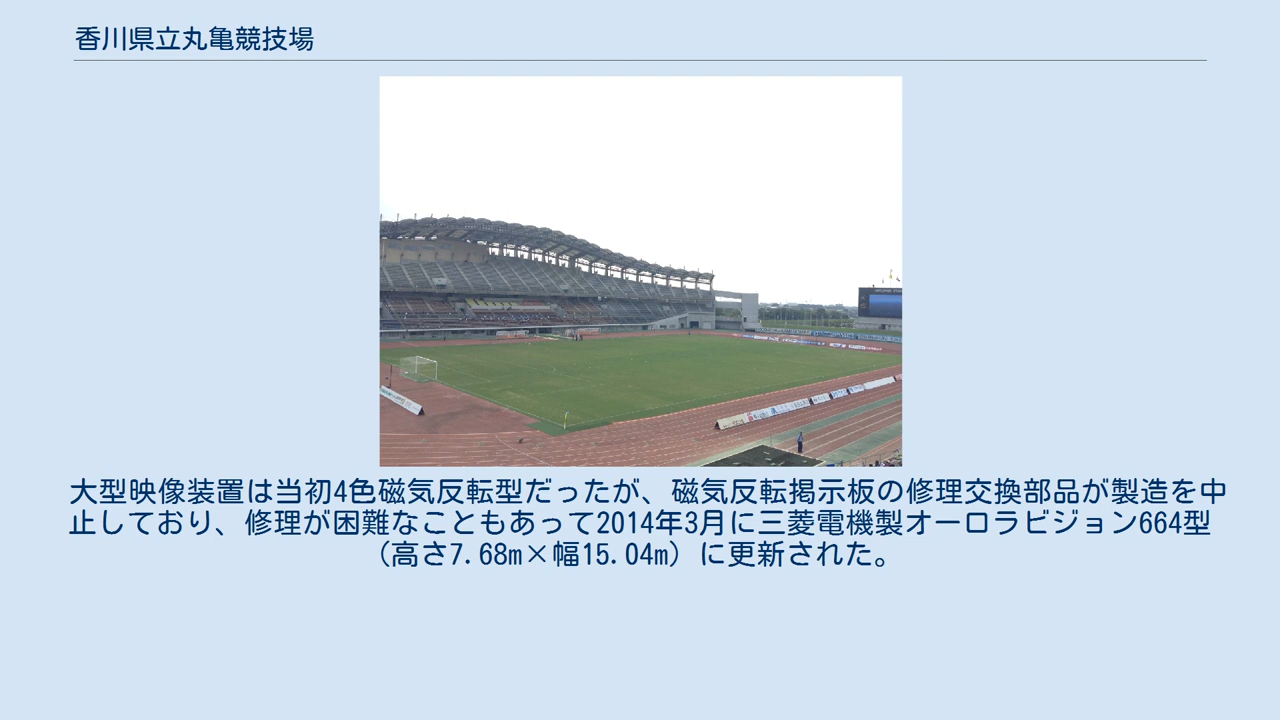 香川県立丸亀競技場
大型映像装置は当初4色磁気反転型だったが、磁気反転掲示板の修理交換部品が製造を中
止しており、修理が困難なこともあって2014年3月に三菱電機製オーロラビジョン664型
（高さ7.68m×幅15.04m）に更新された。